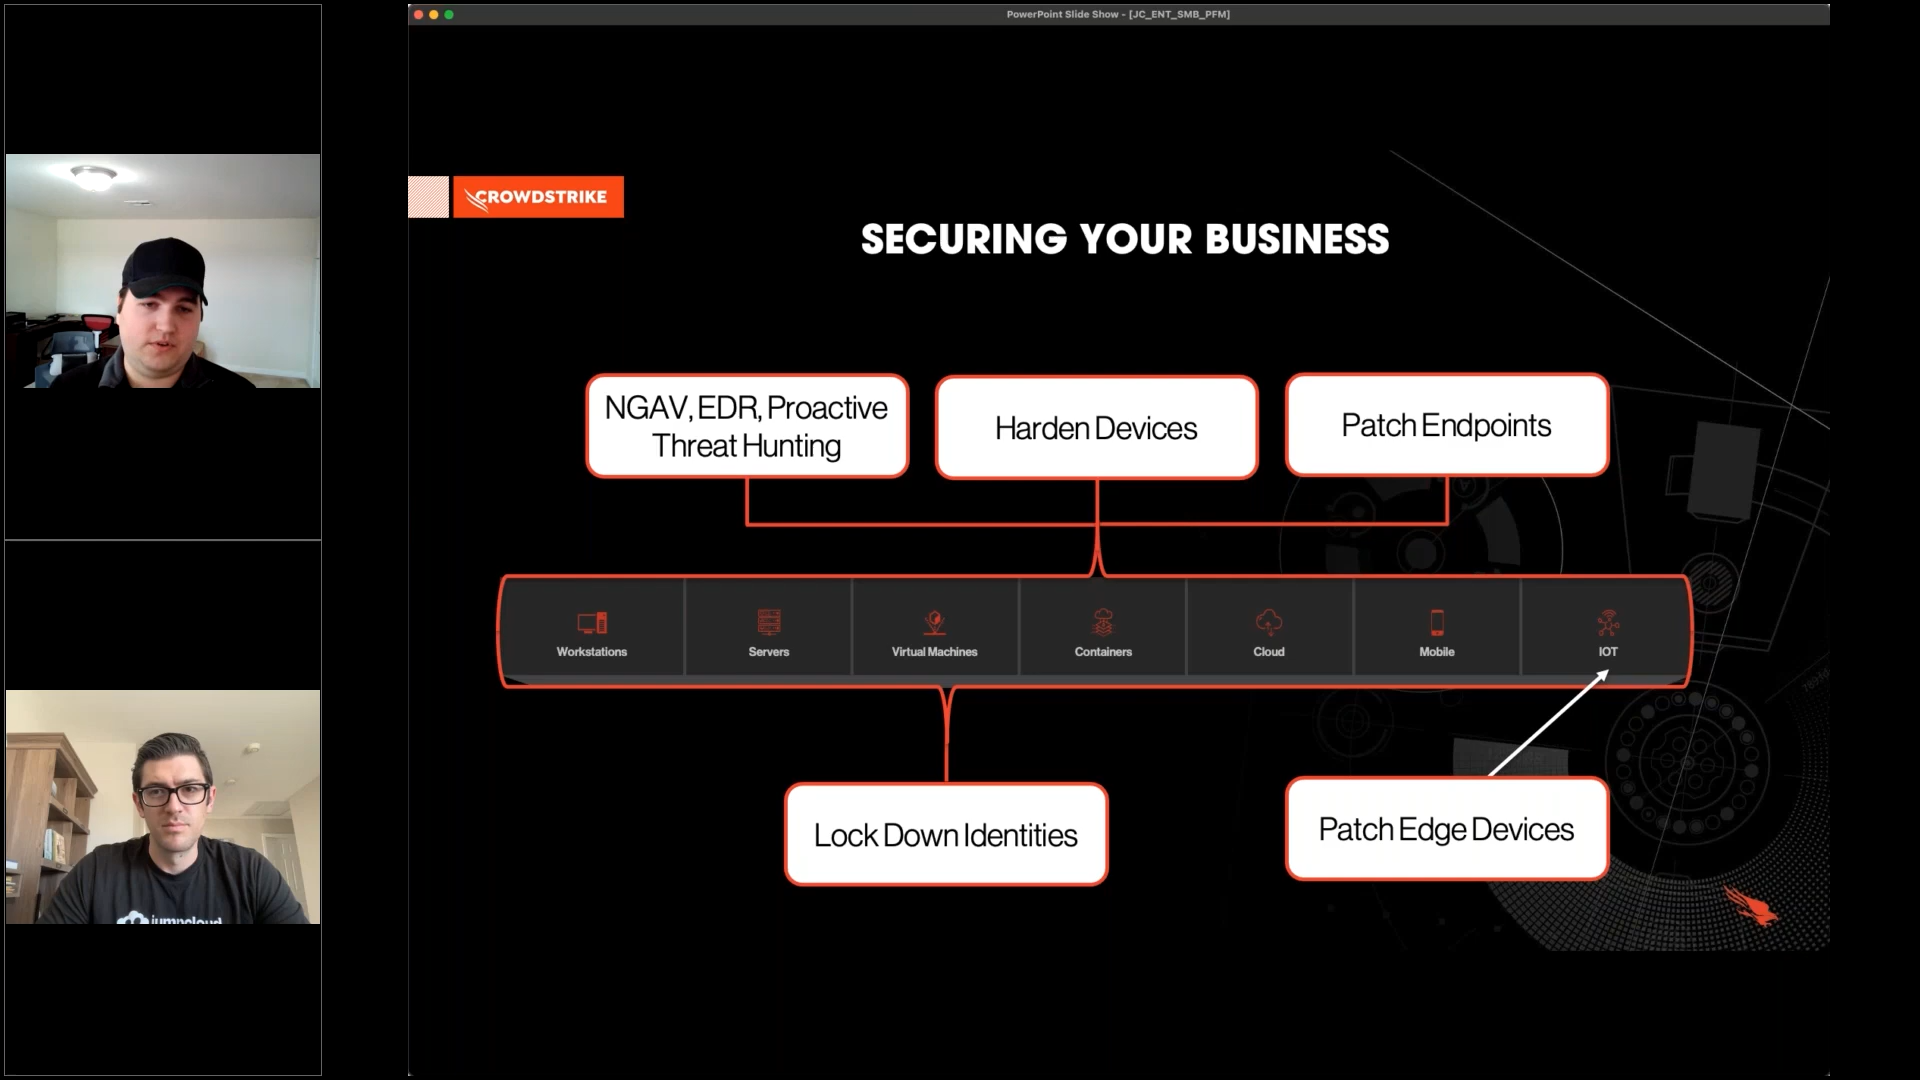 PowerPoint Slide Show - [JC_ENT_SMB_PFM]
CROWDSTRIKE
SECURING YOUR BUSINESS
NGAV, EDR, Proactive
Threat Hunting
Harden Devices
Patch Endpoints
Workstations
Servers
Virtual Machines
Containers
Cloud
Mobile
IOT
Lock Down Identities
Patch Edge Devices
jumpcloud